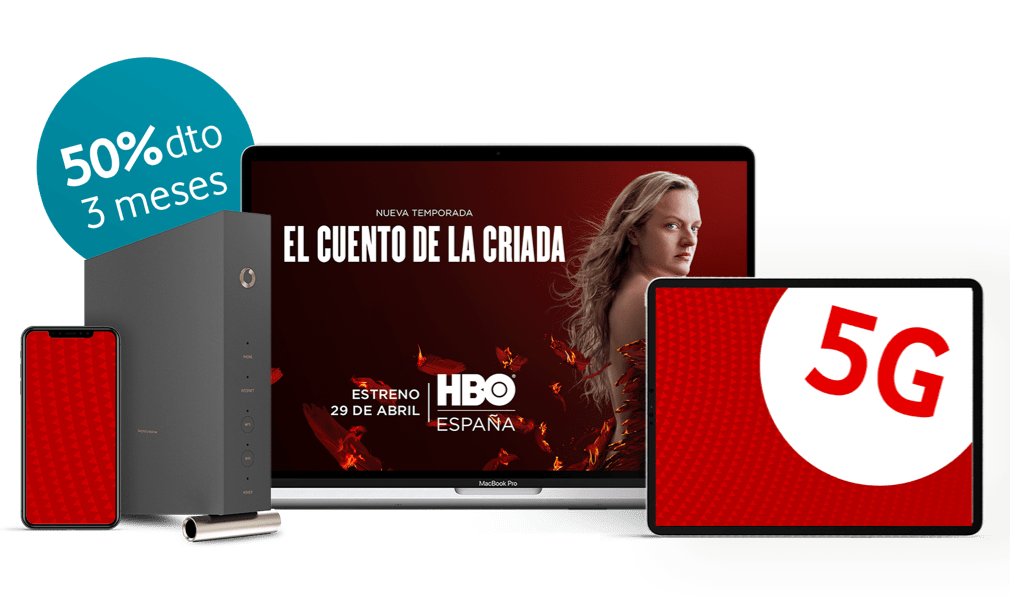 50% dto
3 meses
NUEVA TEMPORADA
EL CUENTO DE LA CRIADA
ESTRENO
29 DE ABRIL
HBO
ESPAÑA
MacBook Pro
5G